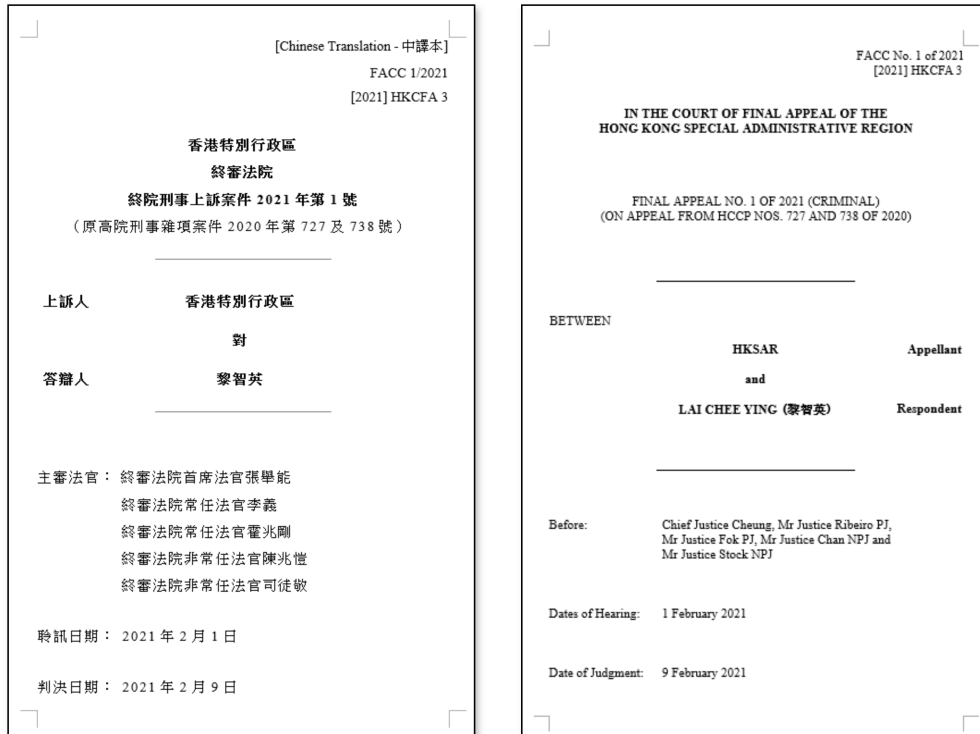 [Chinese Translation - 中譯本]
FACC 1/2021
[2021] HKCFA 3
香港特別行政區
終審法院
終院刑事上訴案件 2021 年第 1 號
（原高院刑事雜項案件 2020 年第 727 及 738 號）
上訴人 香港特別行政區
對
答辯人 黎智英
主審法官： 終審法院首席法官張舉能
終審法院常任法官李義
終審法院常任法官霍兆剛
終審法院非常任法官陳兆愷
終審法院非常任法官司徒敬
聆訊日期： 2021 年 2 月 1 日
判決日期： 2021 年 2 月 9 日
FACC No. 1 of 2021
[2021] HKCFA 3
IN THE COURT OF FINAL APPEAL OF THE
HONG KONG SPECIAL ADMINISTRATIVE REGION
FINAL APPEAL NO. 1 OF 2021 (CRIMINAL)
(ON APPEAL FROM HCCP NOS. 727 AND 738 OF 2020)
BETWEEN
HKSAR Appellant
and
LAI CHEE YING (黎智英) Respondent
Before: Chief Justice Cheung, Mr Justice Ribeiro PJ,
Mr Justice Fok PJ, Mr Justice Chan NPJ and
Mr Justice Stock NPJ
Dates of Hearing: 1 February 2021
Date of Judgment: 9 February 2021